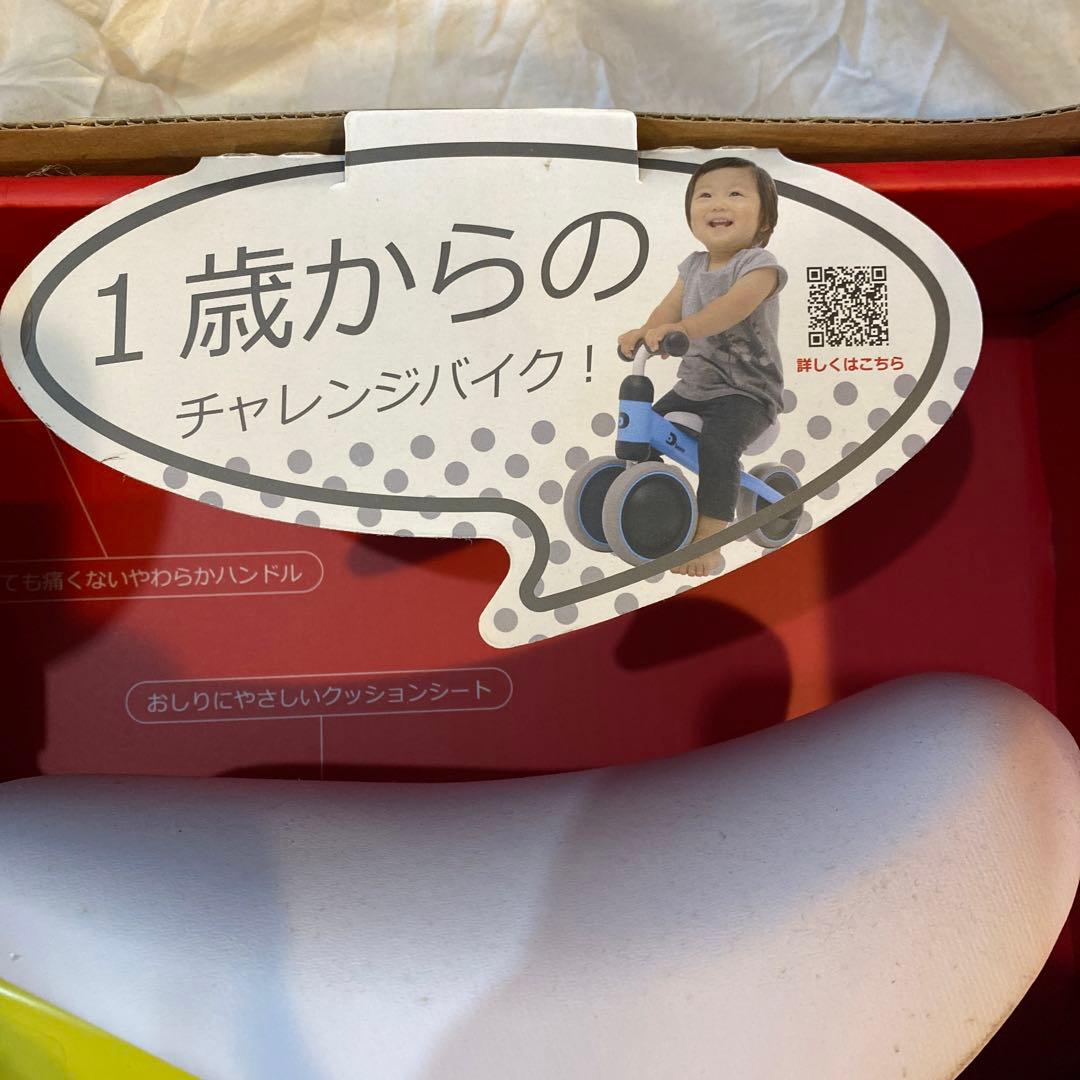 1歳からの
チャレンジバイク！
詳しくはこちら
ても痛くないやわらかハンドル
おしりにやさしいクッションシート